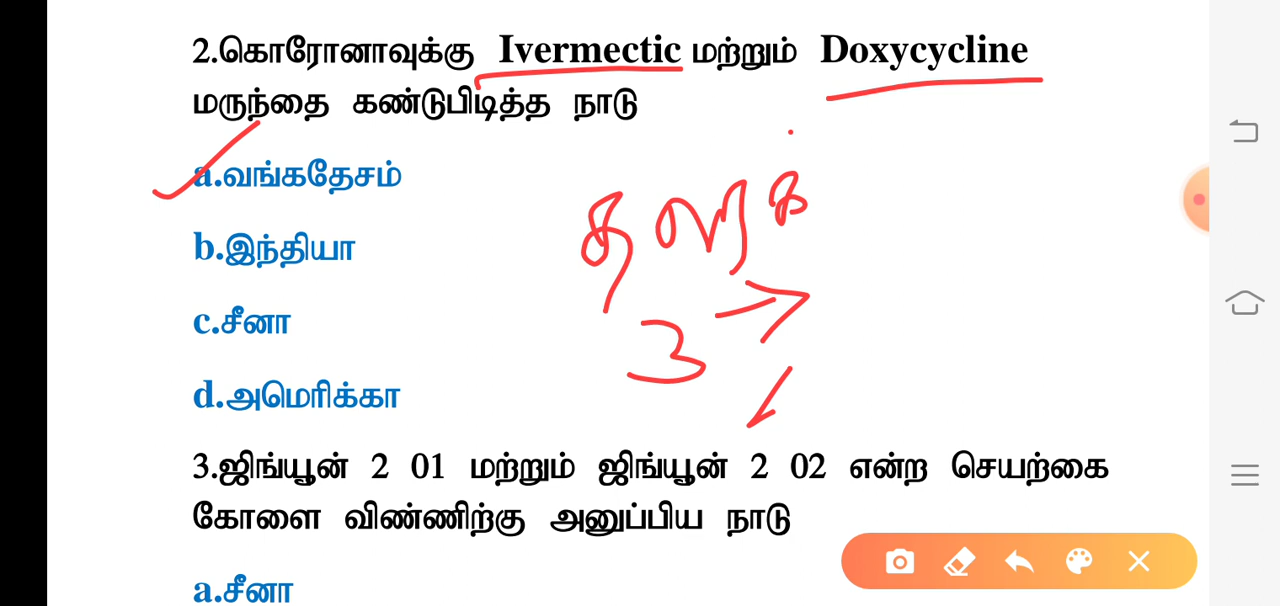 2.கொரோனாவுக்கு Ivermectic மற்றும் Doxycycline
மருந்தை கண்டுபிடித்த நாடு
a.வங்கதேசம்
b.இந்தியா
c.சீனா
d.அமெரிக்கா
3
3.ஜிங்யூன் 2 01 மற்றும் ஜிங்யூன் 2 02 என்ற செயற்கை
கோளை விண்ணிற்கு அனுப்பிய நாடு
a.சீனா